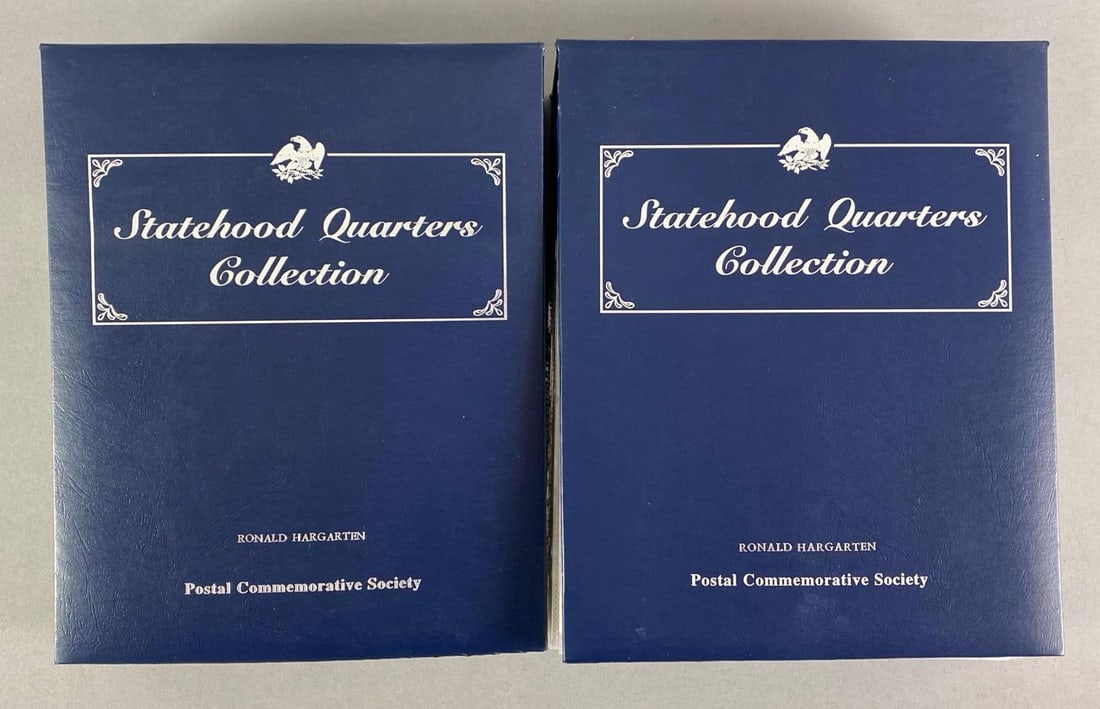 Statehood Quarters
Collection
RONALD HARGARTEN
Postal Commemorative Society
Statehood Quarters
Collection
RONALD HARGARTEN
Postal Commemorative Society